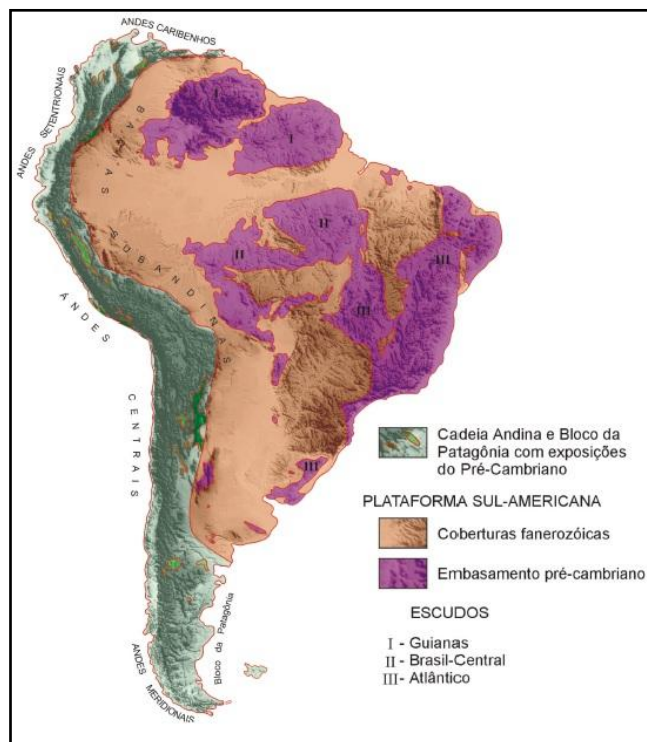 ANDES CARIBENHOS
ANDES SETENTRIONAIS
BACIAS SUBANDINAS
I
I
II
II
III
III
III
ÁNDES
CENTRAIS
Cadeia Andina e Bloco da
Patagônia com exposições
do Pré-Cambriano
PLATAFORMA SUL-AMERICANA
Coberturas fanerozóicas
Embasamento pré-cambriano
ESCUDOS
I - Guianas
II - Brasil-Central
III - Atlântico
Bloco da Patagônia
ANDES MERIDIONAIS